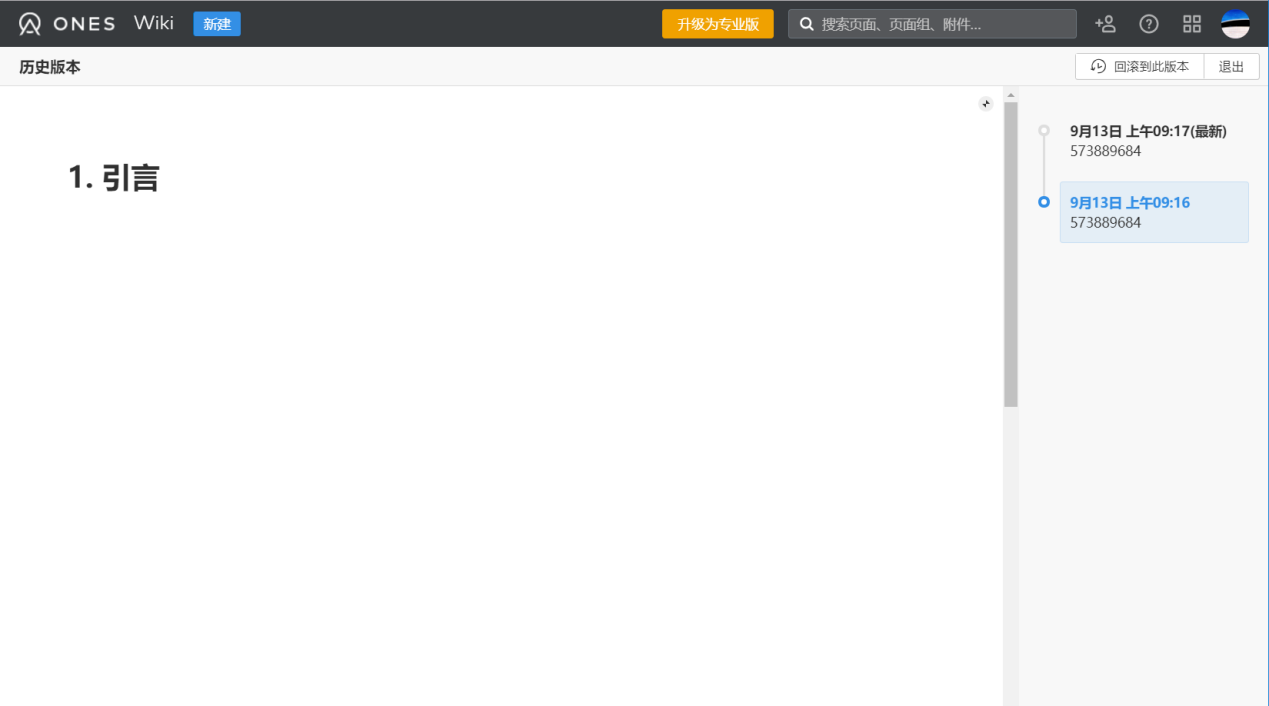 ONES Wiki 新建 升级为专业版 搜索页面、页面组、附件...
历史版本 回滚到此版本 退出
1. 引言
9月13日 上午09:17(最新)
573889684
9月13日 上午09:16
573889684